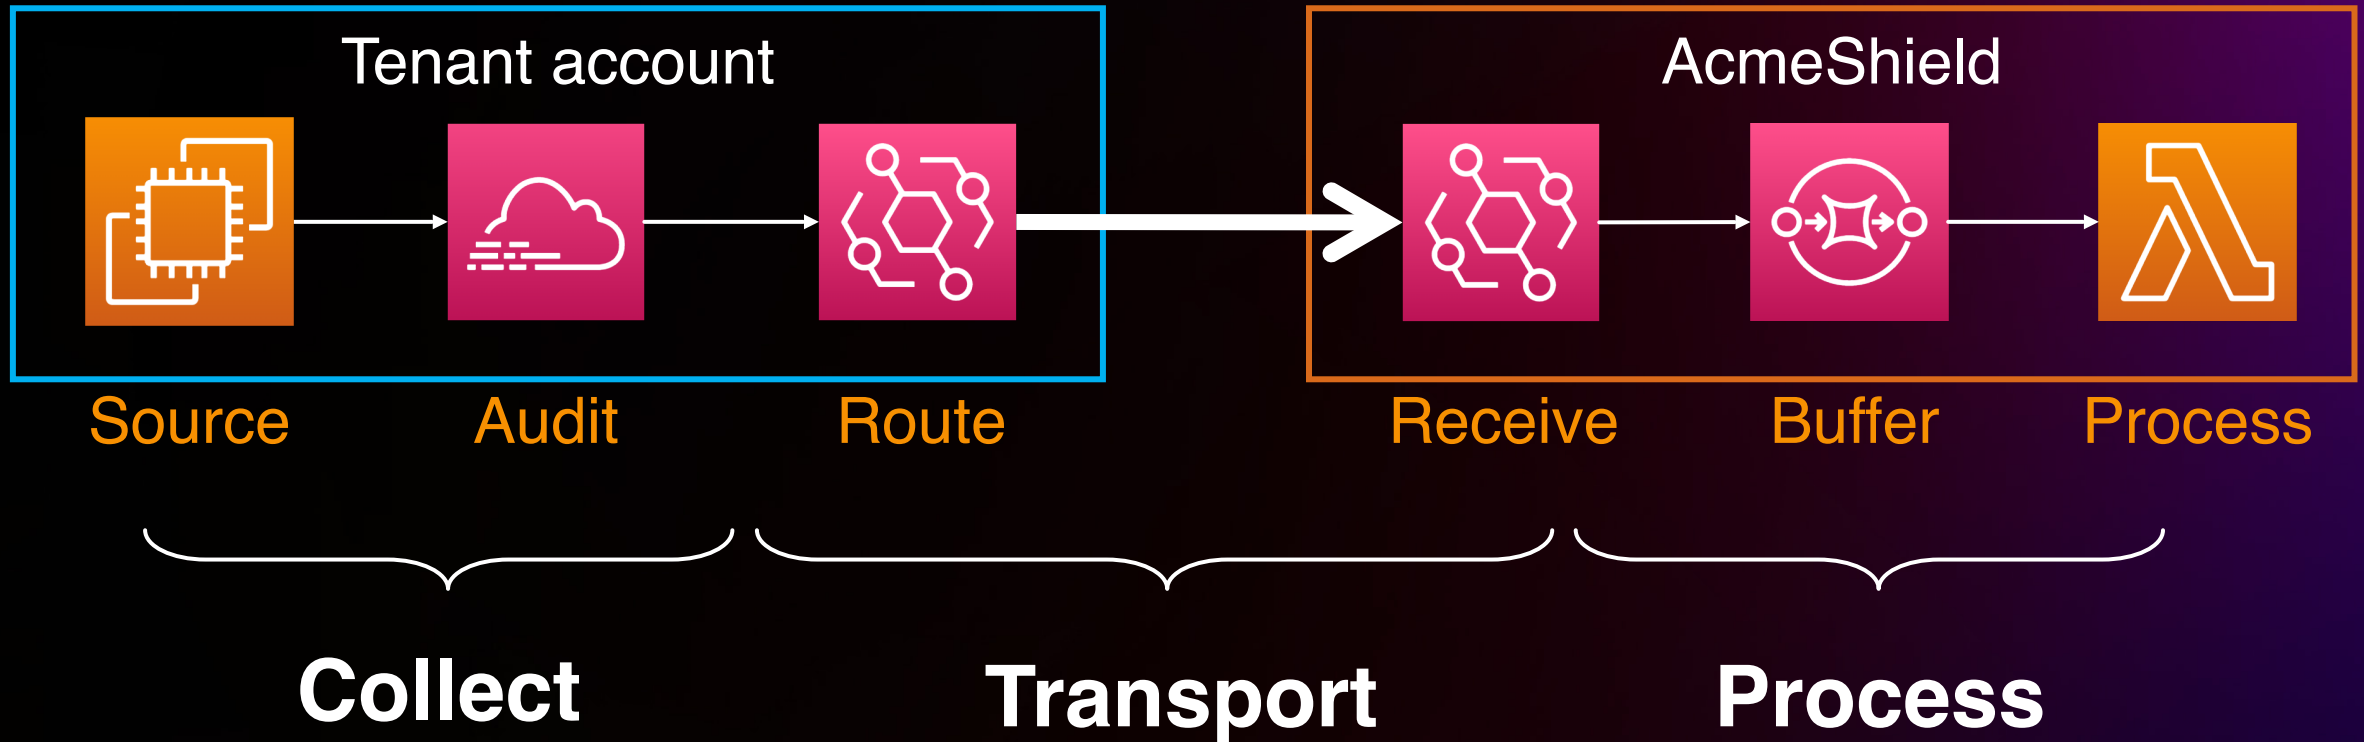 Tenant account
AcmeShield
Source
Audit
Route
Receive
Buffer
Process
Collect
Transport
Process